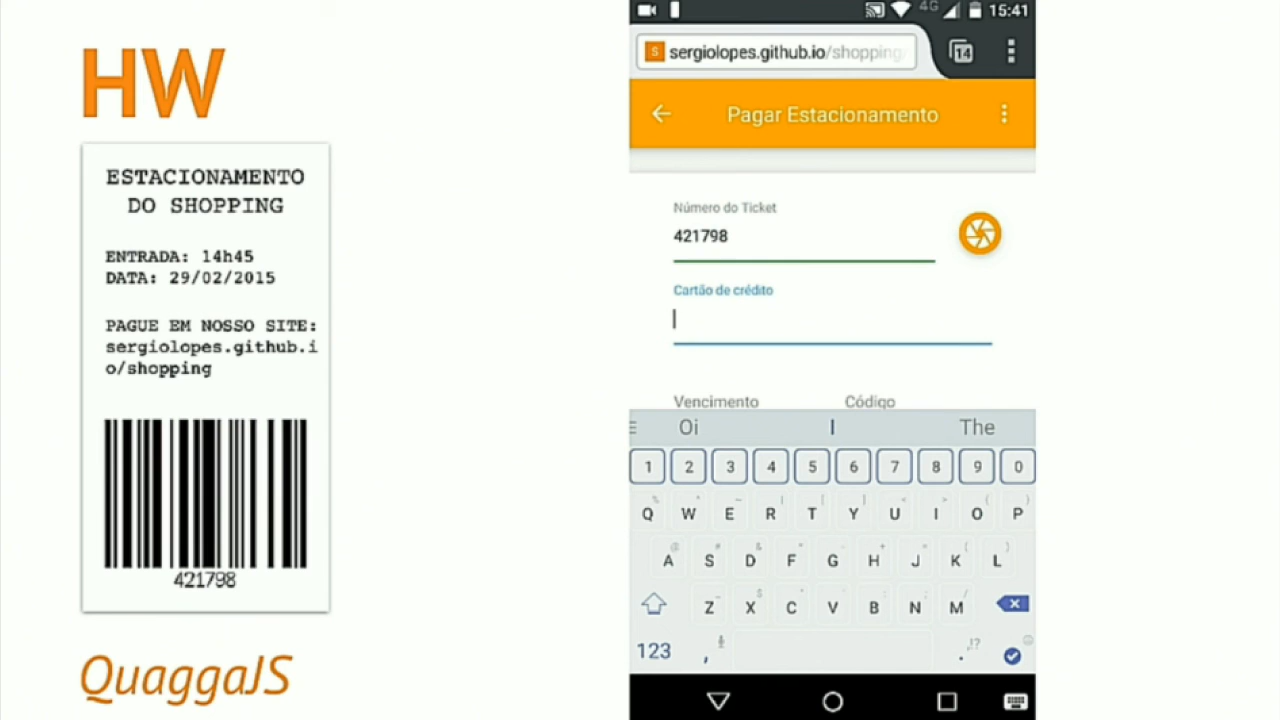 HW
ESTACIONAMENTO
DO SHOPPING
ENTRADA: 14h45
DATA: 29/02/2015
PAGUE EM NOSSO SITE:
sergiolopes.github.i
o/shopping
421798
QuaggaJS
4G 15:41
S sergiolopes.github.io/shopping 14
Pagar Estacionamento
Número do Ticket
421798
Cartão de crédito
Vencimento Código
Oi I The
1 2 3 4 5 6 7 8 9 0
Q W E R T Y U I O P
A S D F G H J K L
Z X C V B N M
123 , . ,!?